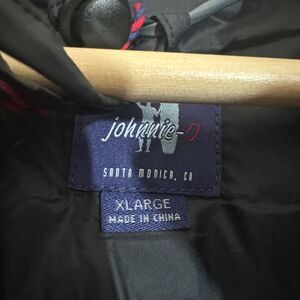 johnnie-O
SANTA MONICA, CA
XLARGE
MADE IN CHINA